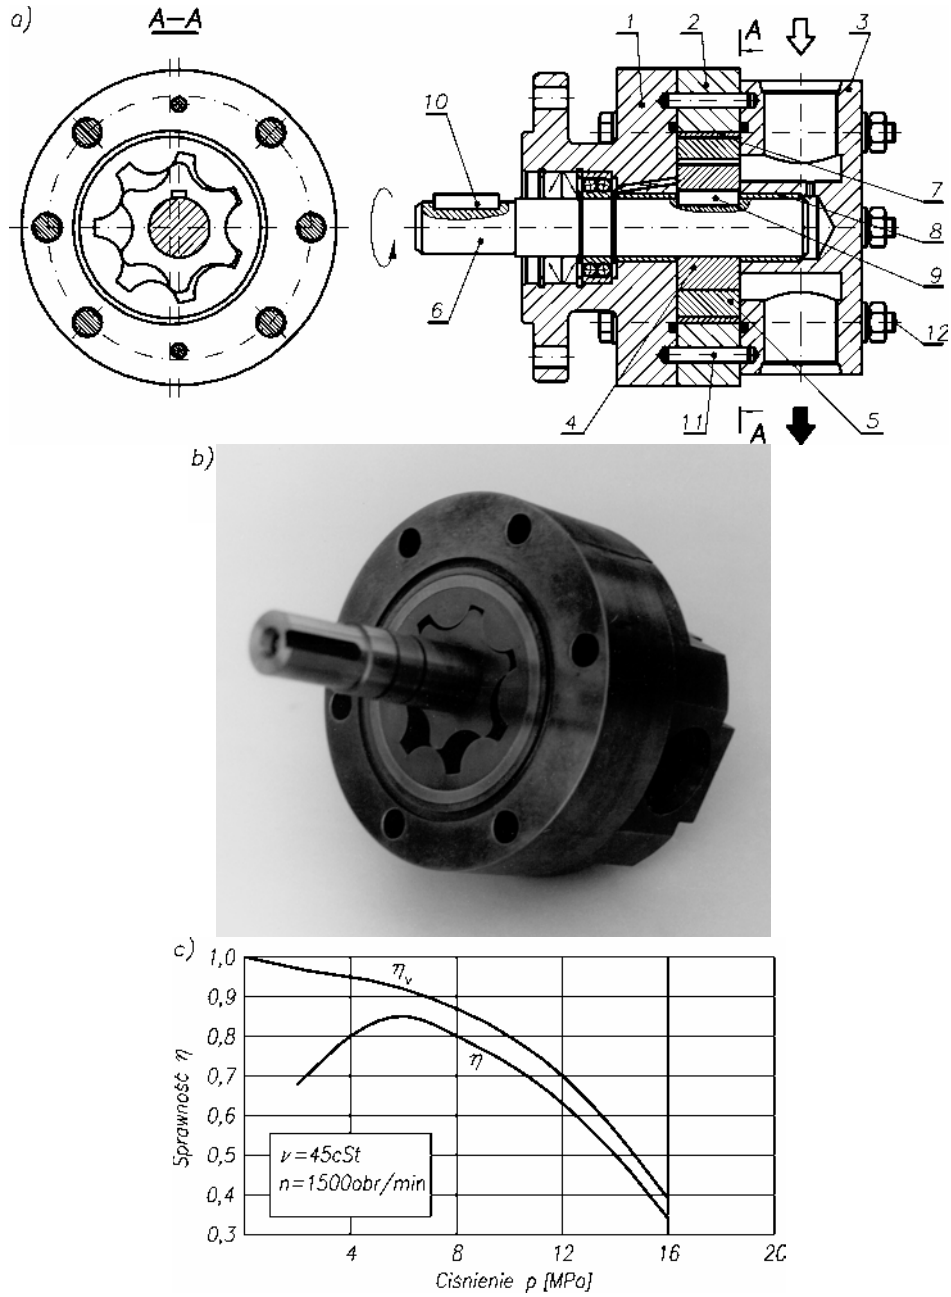 a)
A–A
1
2
A
3
10
7
8
6
9
12
4
11
A
5
b)
c)
1,0
0,9
0,8
0,7
0,6
0,5
0,4
0,3
Sprawność η
ηv
η
ν=45cSt
n=1500obr/min
4
8
12
16
20
Ciśnienie p [MPa]